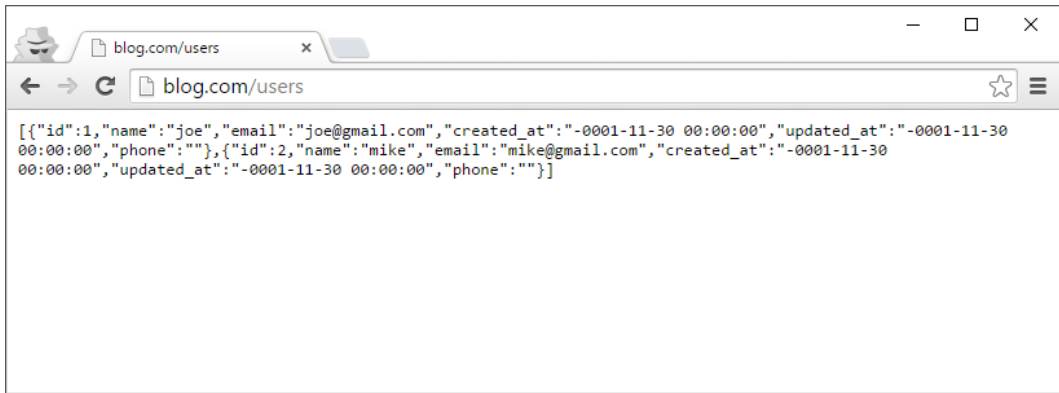 blog.com/users
blog.com/users
[{"id":1,"name":"joe","email":"joe@gmail.com","created_at":"-0001-11-30 00:00:00","updated_at":"-0001-11-30
00:00:00","phone":""},{"id":2,"name":"mike","email":"mike@gmail.com","created_at":"-0001-11-30
00:00:00","updated_at":"-0001-11-30 00:00:00","phone":""}]